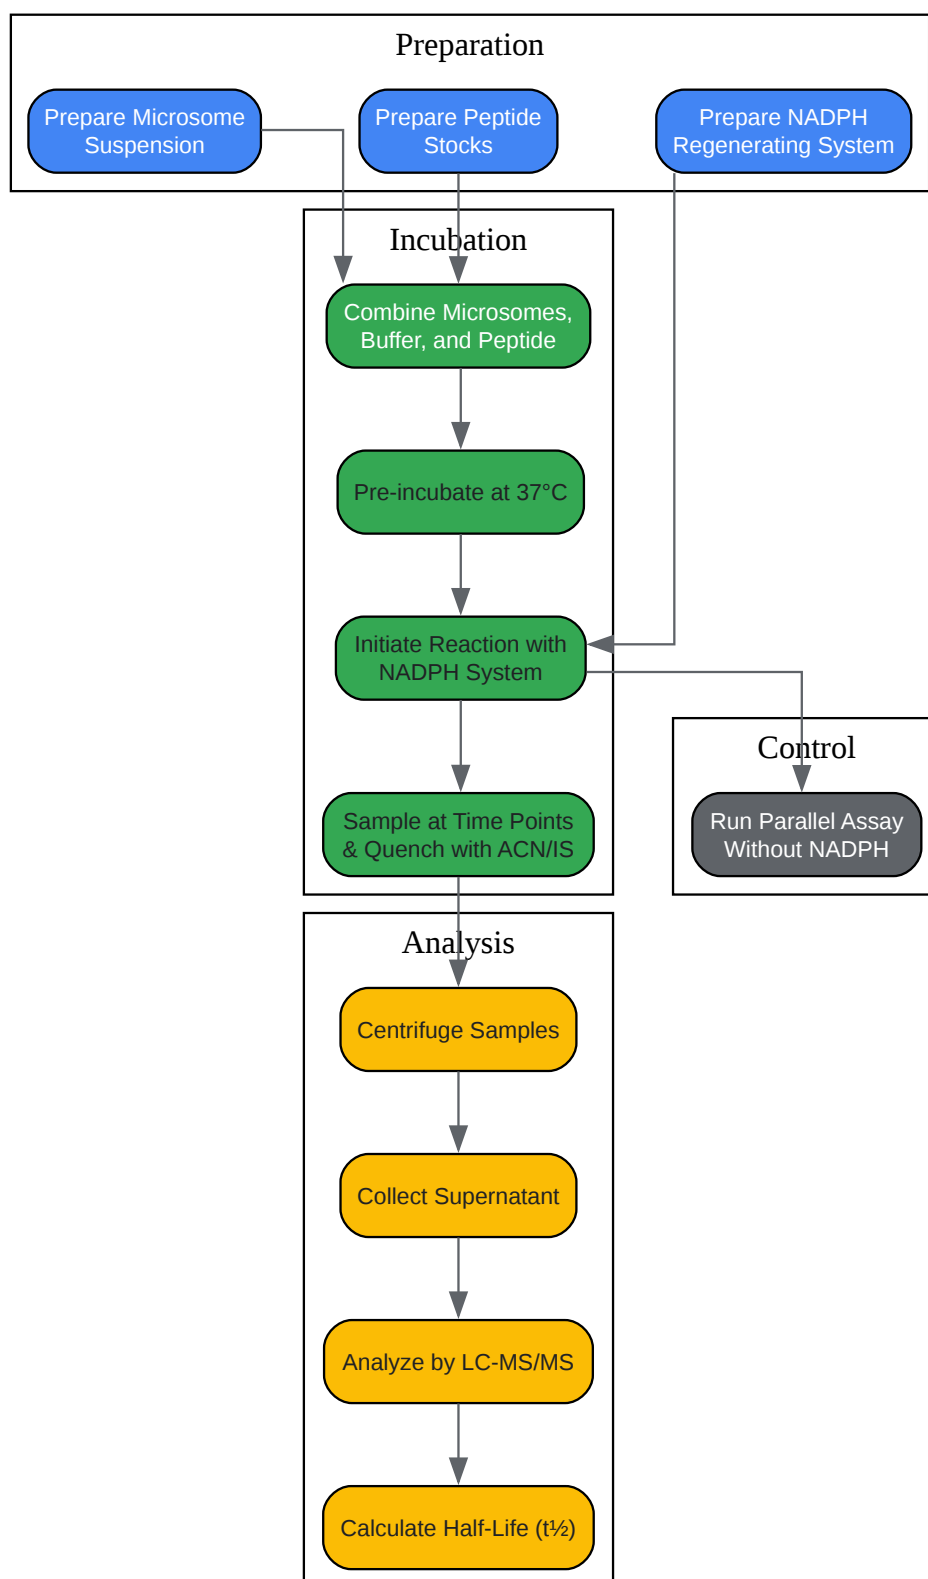 Preparation
Prepare Microsome
Suspension
Prepare Peptide
Stocks
Prepare NADPH
Regenerating System
Incubation
Combine Microsomes,
Buffer, and Peptide
Pre-incubate at 37°C
Initiate Reaction with
NADPH System
Control
Sample at Time Points
& Quench with ACN/IS
Run Parallel Assay
Without NADPH
Analysis
Centrifuge Samples
Collect Supernatant
Analyze by LC-MS/MS
Calculate Half-Life (t½)